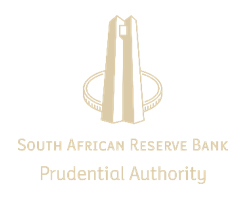 South African Reserve Bank
Prudential Authority